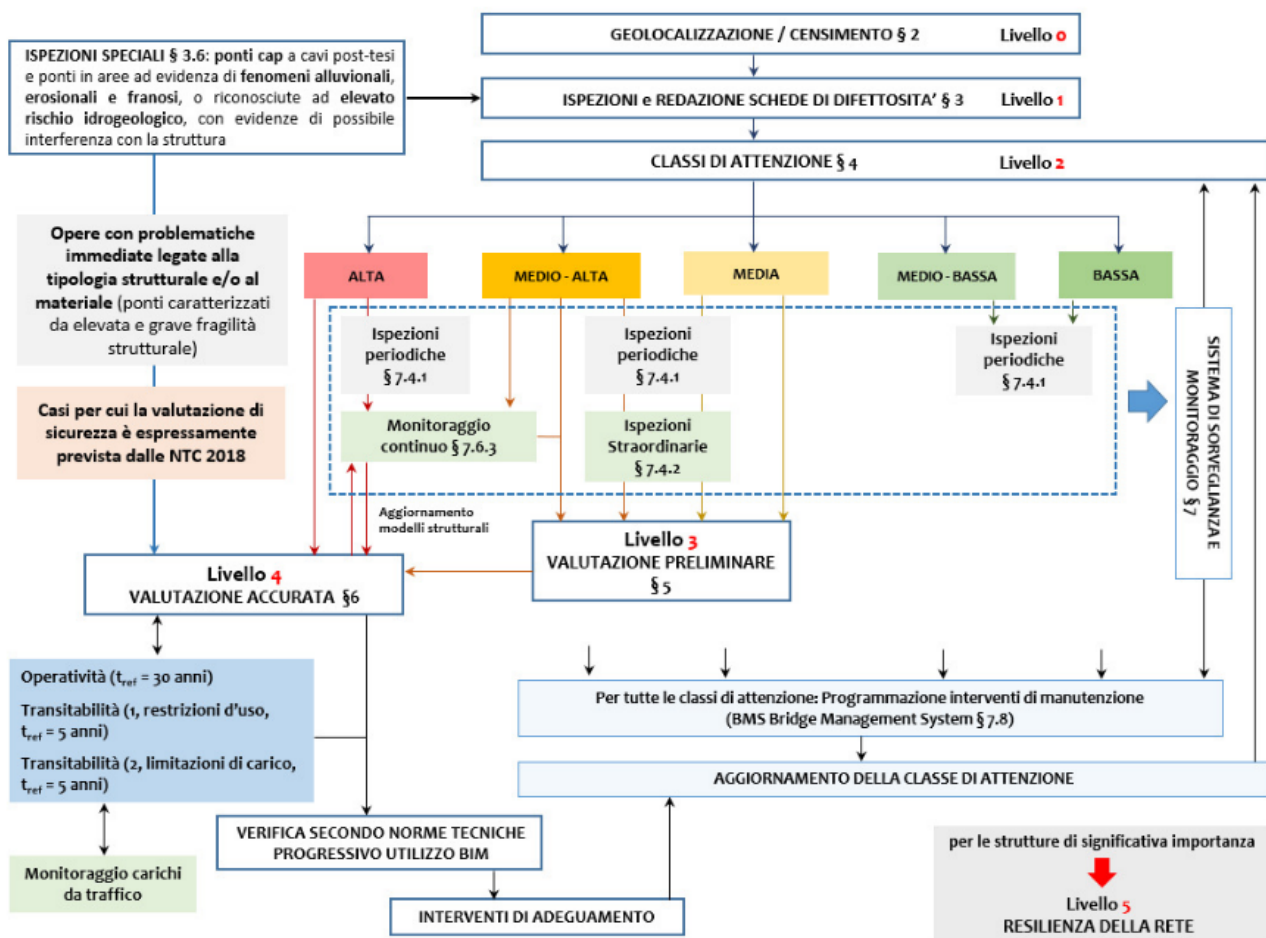 GEOLOCALIZZAZIONE / CENSIMENTO § 2 Livello 0
ISPEZIONI SPECIALI § 3.6: ponti cap a cavi post-tesi
e ponti in aree ad evidenza di fenomeni alluvionali,
erosionali e franosi, o riconosciute ad elevato
rischio idrogeologico, con evidenze di possibile
interferenza con la struttura
ISPEZIONI e REDAZIONE SCHEDE DI DIFETTOSITA' § 3 Livello 1
CLASSI DI ATTENZIONE § 4 Livello 2
Opere con problematiche
immediate legate alla
tipologia strutturale e/o al
materiale (ponti caratterizzati
da elevata e grave fragilità
strutturale)
Casi per cui la valutazione di
sicurezza è espressamente
prevista dalle NTC 2018
ALTA
MEDIO - ALTA
MEDIA
MEDIO - BASSA
BASSA
Ispezioni
periodiche
§ 7.4.1
Ispezioni
periodiche
§ 7.4.1
Ispezioni
periodiche
§ 7.4.1
Monitoraggio
continuo § 7.6.3
Ispezioni
Straordinarie
§ 7.4.2
SISTEMA DI SORVEGLIANZA E
MONITORAGGIO § 7
Aggiornamento
modelli strutturali
Livello 3
VALUTAZIONE PRELIMINARE
§ 5
Livello 4
VALUTAZIONE ACCURATA §6
Operatività (tref = 30 anni)
Transitabilità (1, restrizioni d'uso,
tref = 5 anni)
Transitabilità (2, limitazioni di carico,
tref = 5 anni)
Monitoraggio carichi
da traffico
Per tutte le classi di attenzione: Programmazione interventi di manutenzione
(BMS Bridge Management System § 7.8)
AGGIORNAMENTO DELLA CLASSE DI ATTENZIONE
VERIFICA SECONDO NORME TECNICHE
PROGRESSIVO UTILIZZO BIM
INTERVENTI DI ADEGUAMENTO
per le strutture di significativa importanza
Livello 5
RESILIENZA DELLA RETE